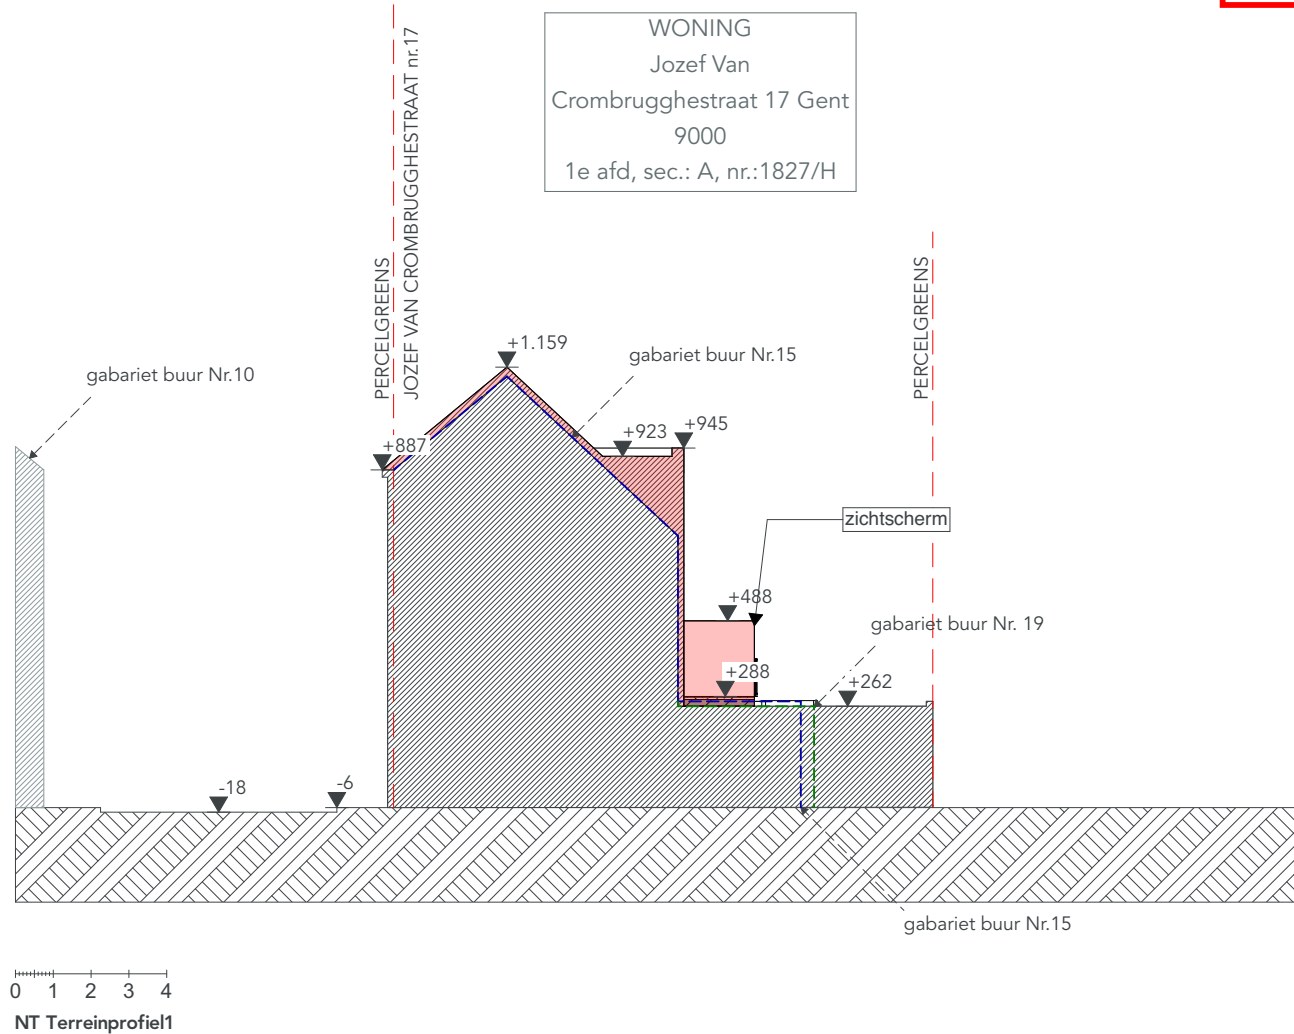 WONING
Jozef Van
Crombrugghestraat 17 Gent
9000
1e afd, sec.: A, nr.:1827/H
PERCELGREENS
JOZEF VAN CROMBRUGGHESTRAAT nr.17
PERCELGREENS
+1.159
gabariet buur Nr.15
gabariet buur Nr.10
+887
+923
+945
zichtscherm
+488
gabariet buur Nr. 19
+288
+262
-18
-6
gabariet buur Nr.15
0 1 2 3 4
NT Terreinprofiel1